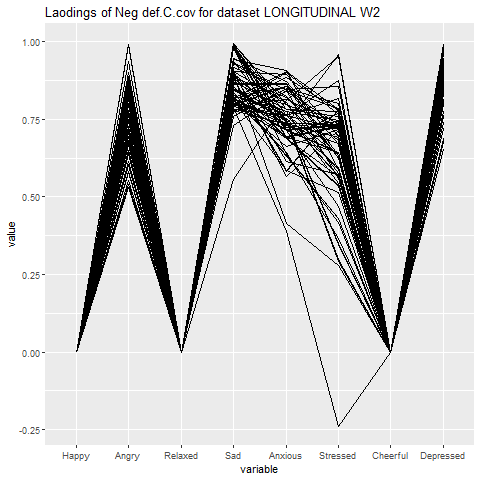 Laodings of Neg def.C.cov for dataset LONGITUDINAL W2
1.00
0.75
0.50
0.25
0.00
-0.25
value
Happy Angry Relaxed Sad Anxious Stressed Cheerful Depressed
variable